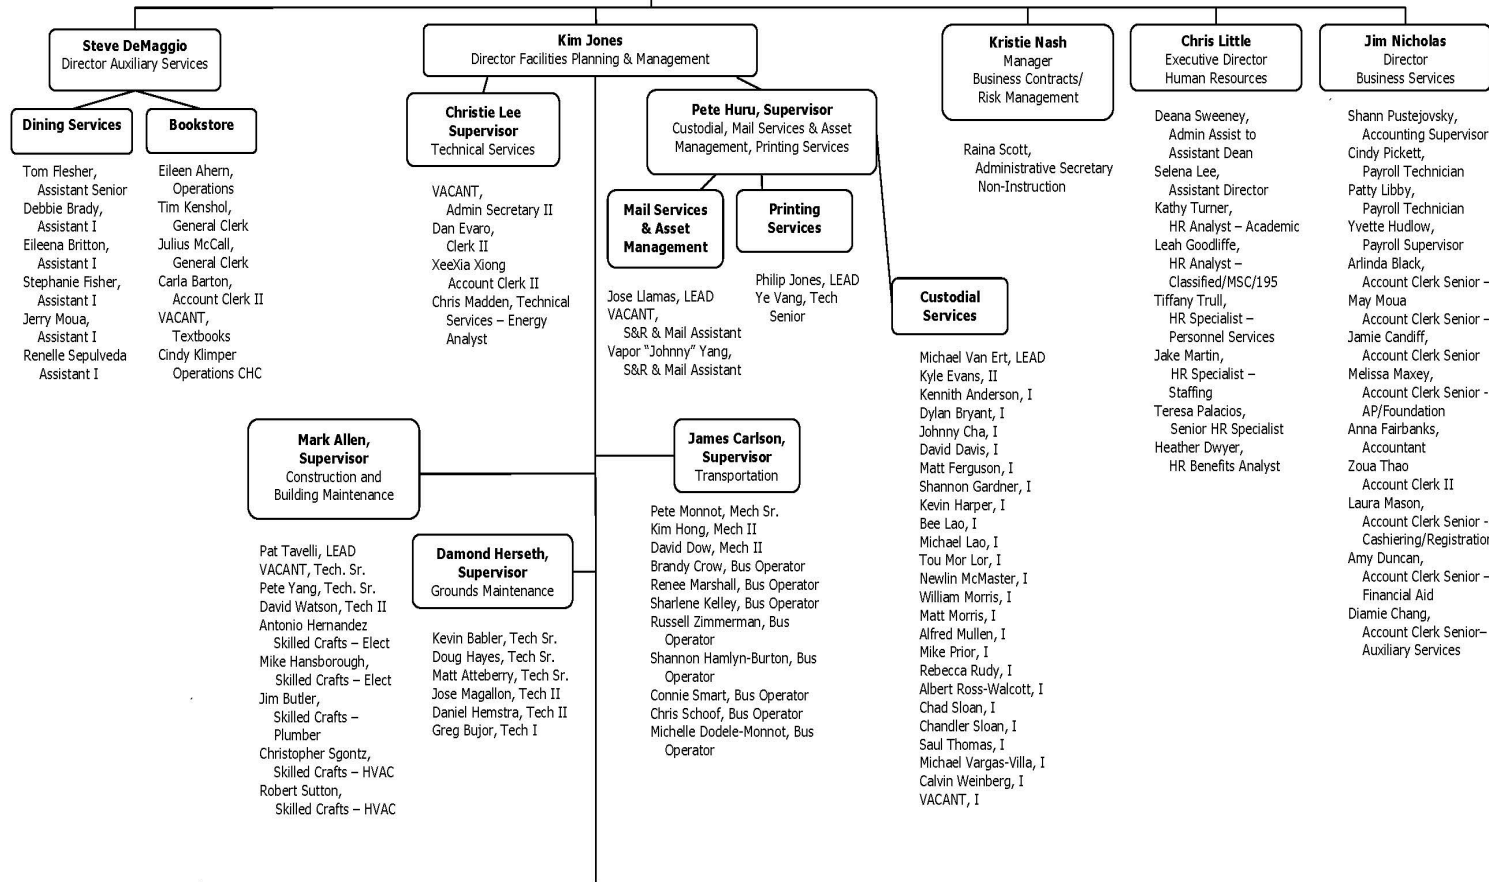 Steve DeMaggio
Director Auxiliary Services
Dining Services
Tom Flesher,
Assistant Senior
Debbie Brady,
Assistant I
Eileena Britton,
Assistant I
Stephanie Fisher,
Assistant I
Jerry Moua,
Assistant I
Renelle Sepulveda
Assistant I
Bookstore
Eileen Ahern,
Operations
Tim Kenshol,
General Clerk
Julius McCall,
General Clerk
Carla Barton,
Account Clerk II
VACANT,
Textbooks
Cindy Klimper
Operations CHC
Kim Jones
Director Facilities Planning & Management
Christie Lee
Supervisor
Technical Services
VACANT,
Admin Secretary II
Dan Evaro,
Clerk II
XeeXia Xiong
Account Clerk II
Chris Madden, Technical
Services – Energy
Analyst
Pete Huru, Supervisor
Custodial, Mail Services & Asset
Management, Printing Services
Mail Services
& Asset
Management
Jose Llamas, LEAD
VACANT,
S&R & Mail Assistant
Vapor “Johnny” Yang,
S&R & Mail Assistant
Printing
Services
Philip Jones, LEAD
Ye Vang, Tech
Senior
Custodial
Services
Michael Van Ert, LEAD
Kyle Evans, II
Kennith Anderson, I
Dylan Bryant, I
Johnny Cha, I
David Davis, I
Matt Ferguson, I
Shannon Gardner, I
Kevin Harper, I
Bee Lao, I
Michael Lao, I
Tou Mor Lor, I
Newlin McMaster, I
William Morris, I
Matt Morris, I
Alfred Mullen, I
Mike Prior, I
Rebecca Rudy, I
Albert Ross-Walcott, I
Chad Sloan, I
Chandler Sloan, I
Saul Thomas, I
Michael Vargas-Villa, I
Calvin Weinberg, I
VACANT, I
Mark Allen,
Supervisor
Construction and
Building Maintenance
Pat Tavelli, LEAD
VACANT, Tech. Sr.
Pete Yang, Tech. Sr.
David Watson, Tech II
Antonio Hernandez
Skilled Crafts – Elect
Mike Hansborough,
Skilled Crafts – Elect
Jim Butler,
Skilled Crafts –
Plumber
Christopher Sgontz,
Skilled Crafts – HVAC
Robert Sutton,
Skilled Crafts – HVAC
Damond Herseth,
Supervisor
Grounds Maintenance
Kevin Babler, Tech Sr.
Doug Hayes, Tech Sr.
Matt Atteberry, Tech Sr.
Jose Magallon, Tech II
Daniel Hemstra, Tech II
Greg Bujor, Tech I
James Carlson,
Supervisor
Transportation
Pete Monnot, Mech Sr.
Kim Hong, Mech II
David Dow, Mech II
Brandy Crow, Bus Operator
Renee Marshall, Bus Operator
Sharlene Kelley, Bus Operator
Russell Zimmerman, Bus
Operator
Shannon Hamlyn-Burton, Bus
Operator
Connie Smart, Bus Operator
Chris Schoof, Bus Operator
Michelle Dodele-Monnot, Bus
Operator
Kristie Nash
Manager
Business Contracts/
Risk Management
Raina Scott,
Administrative Secretary
Non-Instruction
Chris Little
Executive Director
Human Resources
Deana Sweeney,
Admin Assist to
Assistant Dean
Selena Lee,
Assistant Director
Kathy Turner,
HR Analyst – Academic
Leah Goodliffe,
HR Analyst –
Classified/MSC/195
Tiffany Trull,
HR Specialist –
Personnel Services
Jake Martin,
HR Specialist –
Staffing
Teresa Palacios,
Senior HR Specialist
Heather Dwyer,
HR Benefits Analyst
Jim Nicholas
Director
Business Services
Shann Pustejovsky,
Accounting Supervisor
Cindy Pickett,
Payroll Technician
Patty Libby,
Payroll Technician
Yvette Hudlow,
Payroll Supervisor
Arlinda Black,
Account Clerk Senior –
May Moua
Account Clerk Senior –
Jamie Candiff,
Account Clerk Senior
Melissa Maxey,
Account Clerk Senior -
AP/Foundation
Anna Fairbanks,
Accountant
Zoua Thao
Account Clerk II
Laura Mason,
Account Clerk Senior -
Cashiering/Registration
Amy Duncan,
Account Clerk Senior –
Financial Aid
Diamie Chang,
Account Clerk Senior–
Auxiliary Services